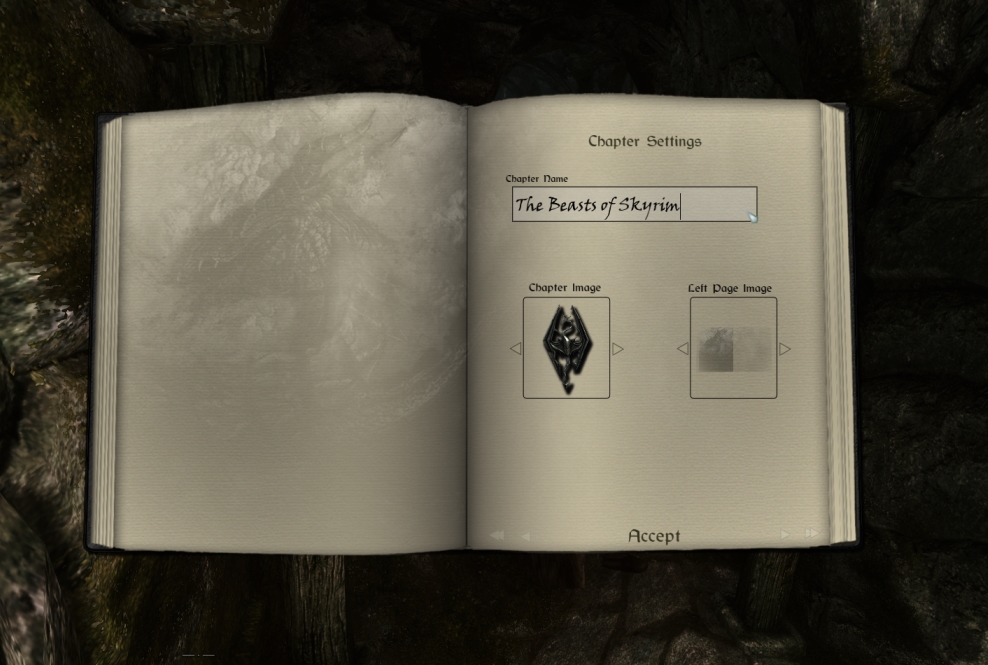 Chapter Settings
Chapter Name
The Beasts of Skyrim
Chapter Image
Left Page Image
Accept